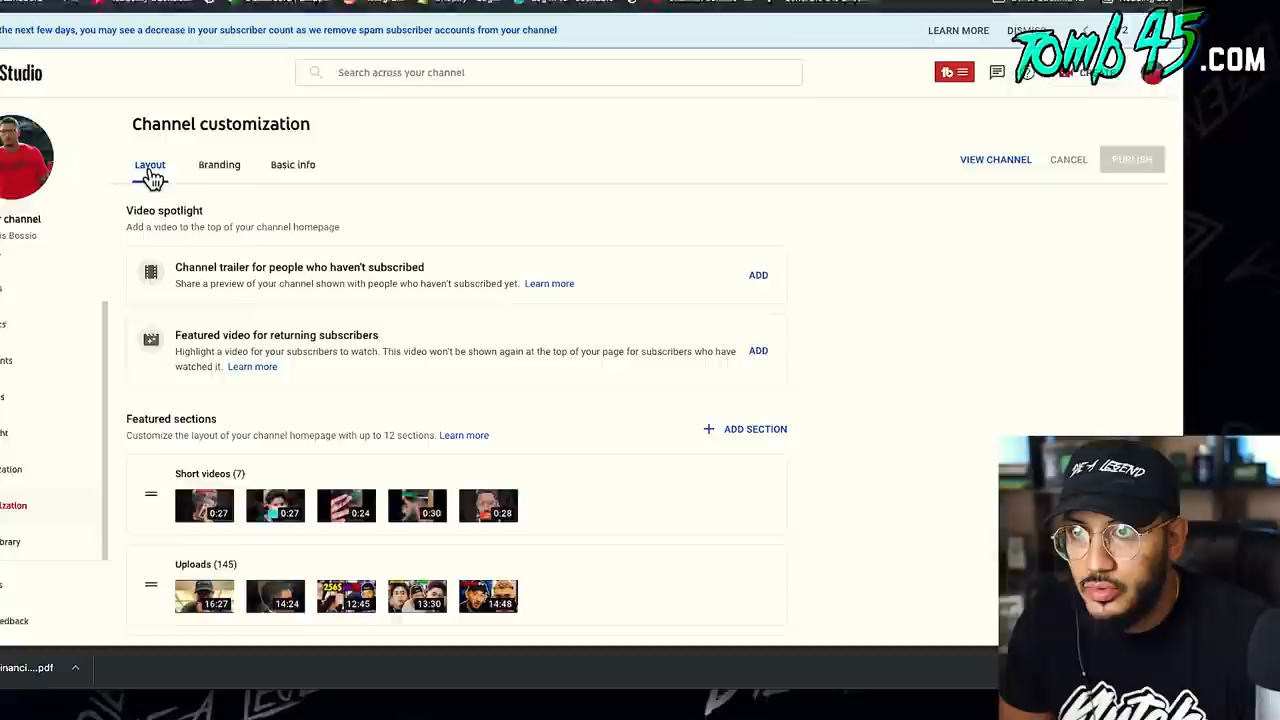 the next few days, you may see a decrease in your subscriber count as we remove spam subscriber accounts from your channel
LEARN MORE
TOMB45.COM
Studio
Search across your channel
Channel customization
Layout
Branding
Basic info
VIEW CHANNEL
CANCEL
PUBLISH
channel
is Bossio
Video spotlight
Add a video to the top of your channel homepage
Channel trailer for people who haven't subscribed
Share a preview of your channel shown with people who haven't subscribed yet. Learn more
ADD
Featured video for returning subscribers
Highlight a video for your subscribers to watch. This video won't be shown again at the top of your page for subscribers who have
watched it. Learn more
ADD
Featured sections
Customize the layout of your channel homepage with up to 12 sections. Learn more
+ ADD SECTION
Short videos (7)
0:27
0:27
0:24
0:30
0:28
Uploads (145)
16:27
14:24
256$
12:45
13:30
14:48
nts
ht
zation
ization
brary
eedback
inanci....pdf
DIE A LEGEND